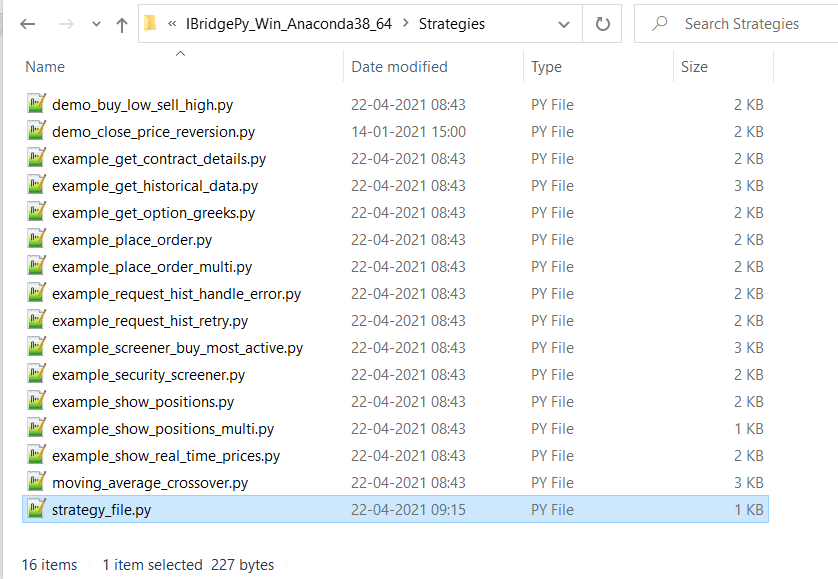 « IBridgePy_Win_Anaconda38_64 > Strategies Search Strategies
Name Date modified Type Size
demo_buy_low_sell_high.py 22-04-2021 08:43 PY File 2 KB
demo_close_price_reversion.py 14-01-2021 15:00 PY File 2 KB
example_get_contract_details.py 22-04-2021 08:43 PY File 2 KB
example_get_historical_data.py 22-04-2021 08:43 PY File 3 KB
example_get_option_greeks.py 22-04-2021 08:43 PY File 2 KB
example_place_order.py 22-04-2021 08:43 PY File 2 KB
example_place_order_multi.py 22-04-2021 08:43 PY File 2 KB
example_request_hist_handle_error.py 22-04-2021 08:43 PY File 2 KB
example_request_hist_retry.py 22-04-2021 08:43 PY File 2 KB
example_screener_buy_most_active.py 22-04-2021 08:43 PY File 3 KB
example_security_screener.py 22-04-2021 08:43 PY File 2 KB
example_show_positions.py 22-04-2021 08:43 PY File 2 KB
example_show_positions_multi.py 22-04-2021 08:43 PY File 1 KB
example_show_real_time_prices.py 22-04-2021 08:43 PY File 2 KB
moving_average_crossover.py 22-04-2021 08:43 PY File 3 KB
strategy_file.py 22-04-2021 09:15 PY File 1 KB
16 items 1 item selected 227 bytes